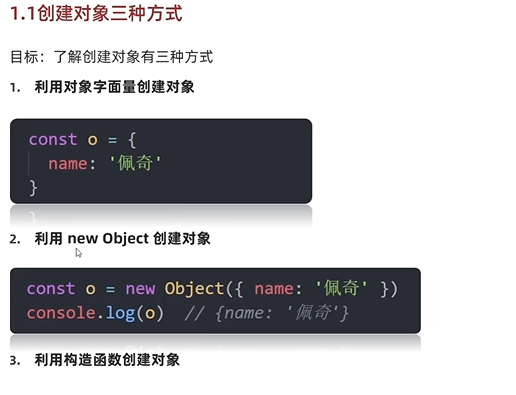 1.1创建对象三种方式
目标：了解创建对象有三种方式
1. 利用对象字面量创建对象
const o = {
name: '佩奇'
}
2. 利用 new Object 创建对象
const o = new Object({ name: '佩奇' })
console.log(o) // {name: '佩奇'}
3. 利用构造函数创建对象